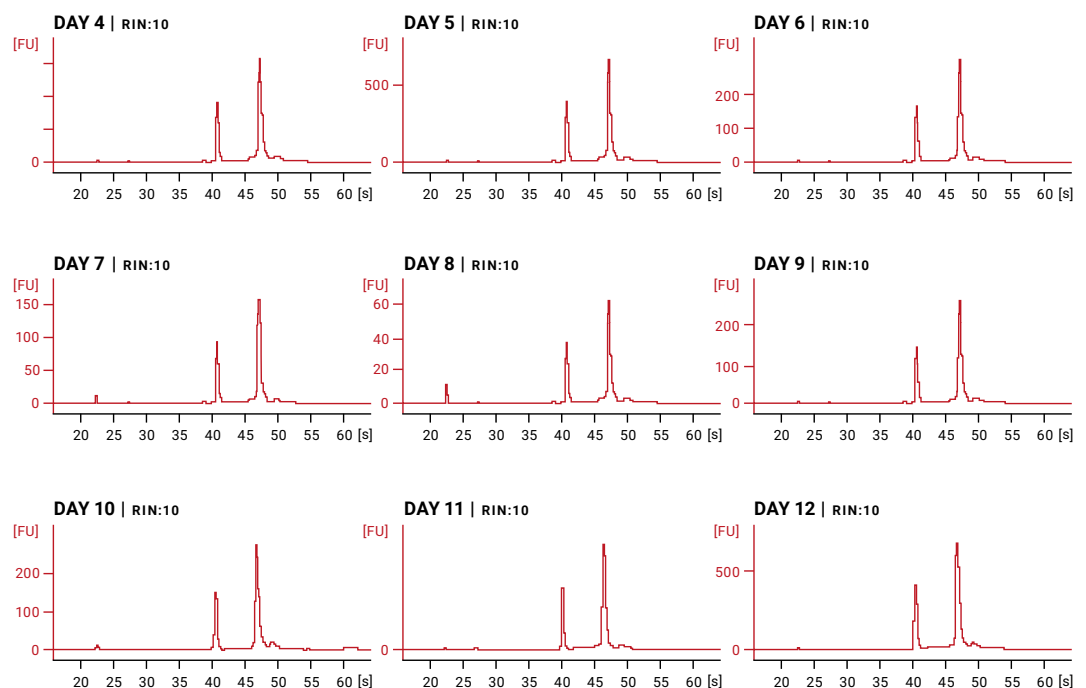 DAY 4 | RIN:10
[FU]
0
20 25 30 35 40 45 50 55 60 [s]
DAY 5 | RIN:10
[FU]
500
0
20 25 30 35 40 45 50 55 60 [s]
DAY 6 | RIN:10
[FU]
200
100
0
20 25 30 35 40 45 50 55 60 [s]
DAY 7 | RIN:10
[FU]
150
100
50
0
20 25 30 35 40 45 50 55 60 [s]
DAY 8 | RIN:10
[FU]
60
40
20
0
20 25 30 35 40 45 50 55 60 [s]
DAY 9 | RIN:10
[FU]
200
100
0
20 25 30 35 40 45 50 55 60 [s]
DAY 10 | RIN:10
[FU]
200
100
0
20 25 30 35 40 45 50 55 60 [s]
DAY 11 | RIN:10
[FU]
0
20 25 30 35 40 45 50 55 60 [s]
DAY 12 | RIN:10
[FU]
500
0
20 25 30 35 40 45 50 55 60 [s]